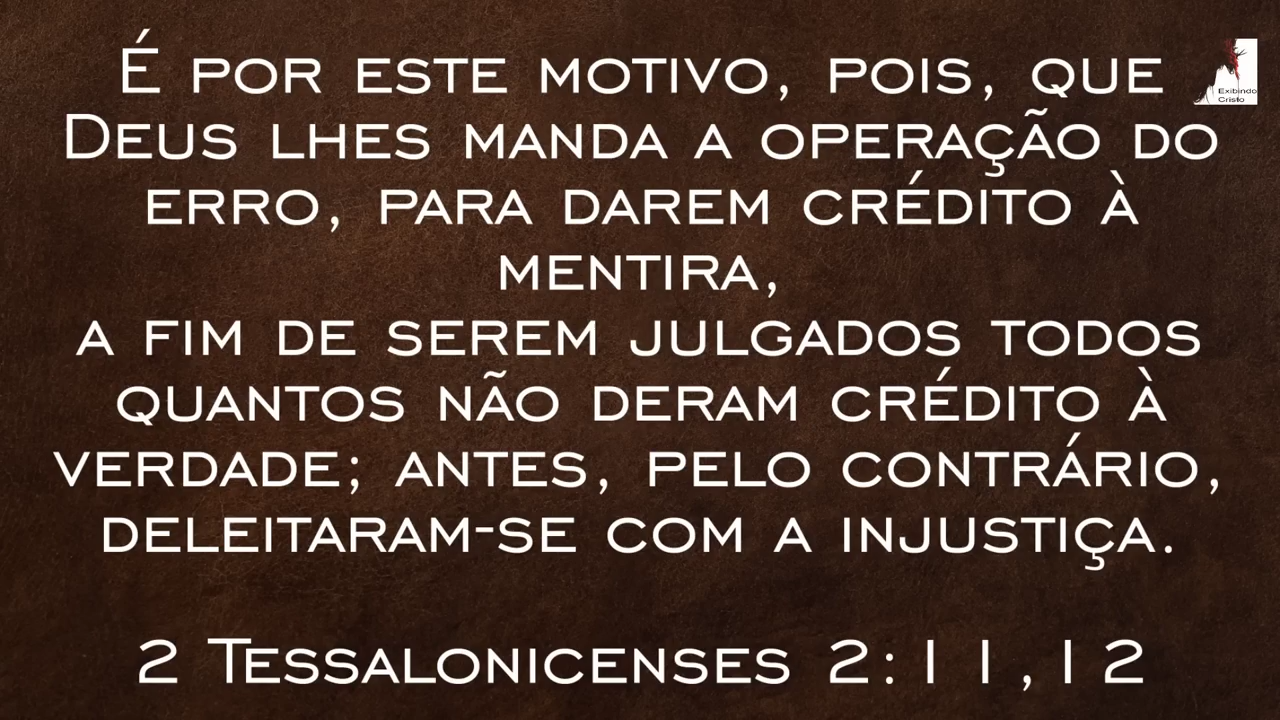 É por este motivo, pois, que
Deus lhes manda a operação do
erro, para darem crédito à
mentira,
a fim de serem julgados todos
quantos não deram crédito à
verdade; antes, pelo contrário,
deleitaram-se com a injustiça.
2 Tessalonicenses 2:11,12
Exibindo
Cristo